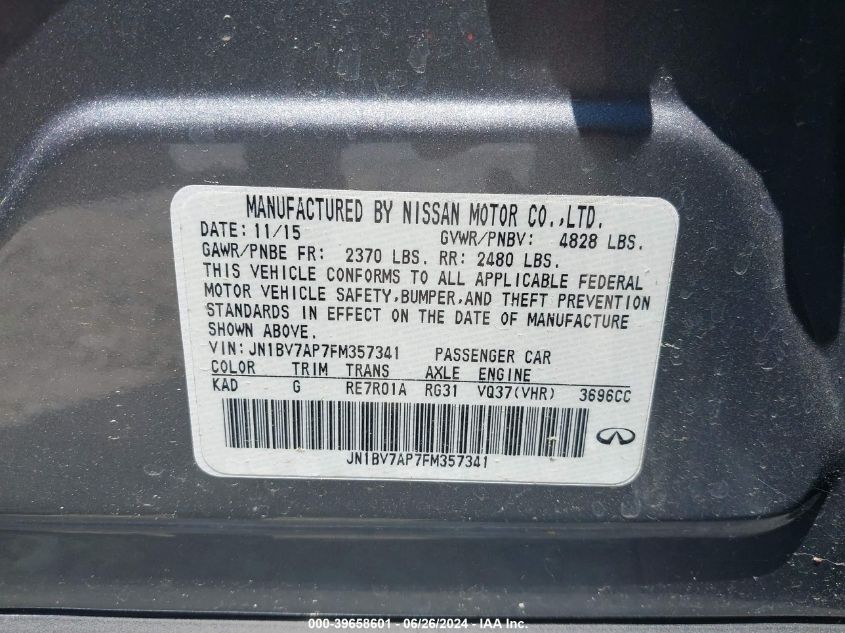 MANUFACTURED BY NISSAN MOTOR CO.,LTD.
DATE: 11/15 GVWR/PNBV: 4828 LBS.
GAWR/PNBE FR: 2370 LBS. RR: 2480 LBS.
THIS VEHICLE CONFORMS TO ALL APPLICABLE FEDERAL
MOTOR VEHICLE SAFETY,BUMPER,AND THEFT PREVENTION
STANDARDS IN EFFECT ON THE DATE OF MANUFACTURE
SHOWN ABOVE.
VIN:JN1BV7AP7FM357341 PASSENGER CAR
COLOR TRIM TRANS AXLE ENGINE
KAD G RE7R01A RG31 VQ37(VHR) 3696CC
JN1BV7AP7FM357341
000-39658601 - 06/26/2024 - IAA Inc.